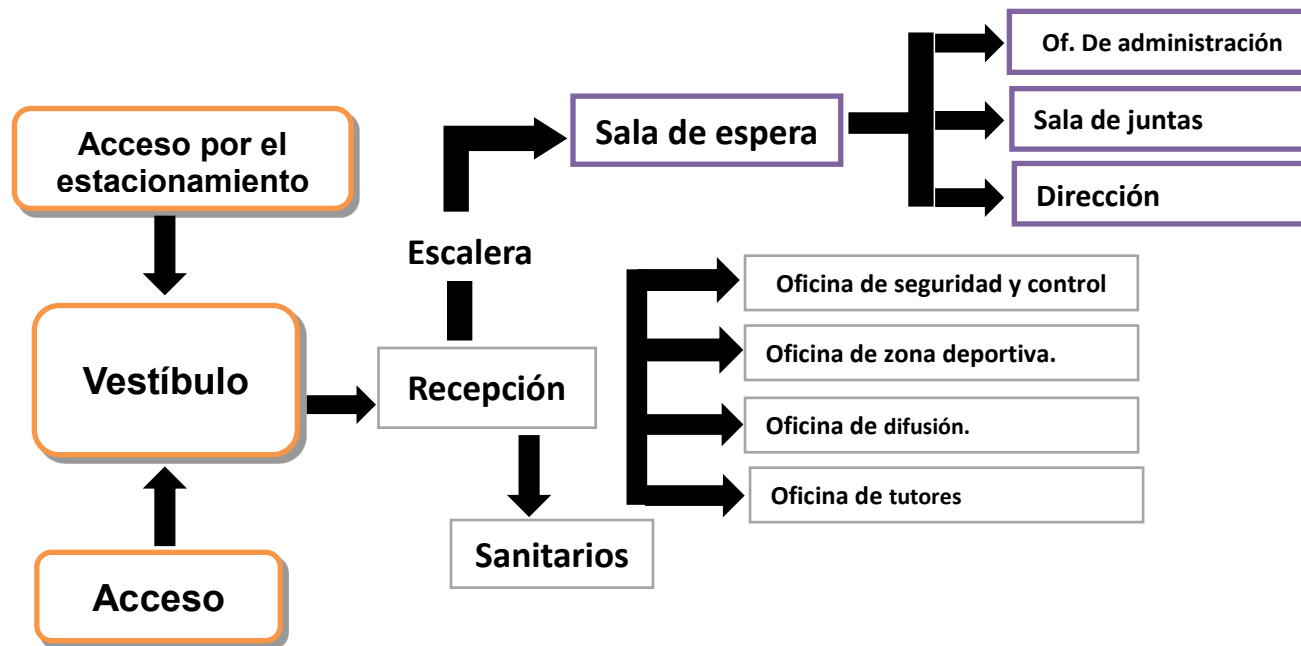 Of. De administración
Acceso por el
estacionamiento
Sala de espera
Sala de juntas
Dirección
Escalera
Oficina de seguridad y control
Vestíbulo
Recepción
Oficina de zona deportiva.
Oficina de difusión.
Oficina de tutores
Sanitarios
Acceso